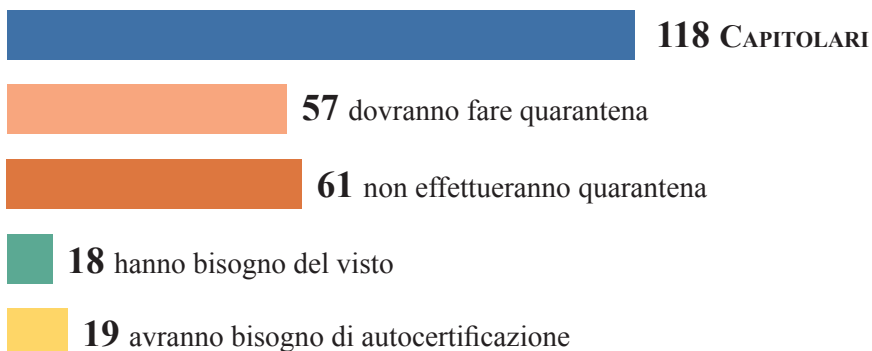 118 Capitolari
57 dovranno fare quarantena
61 non effettueranno quarantena
18 hanno bisogno del visto
19 avranno bisogno di autocertificazione